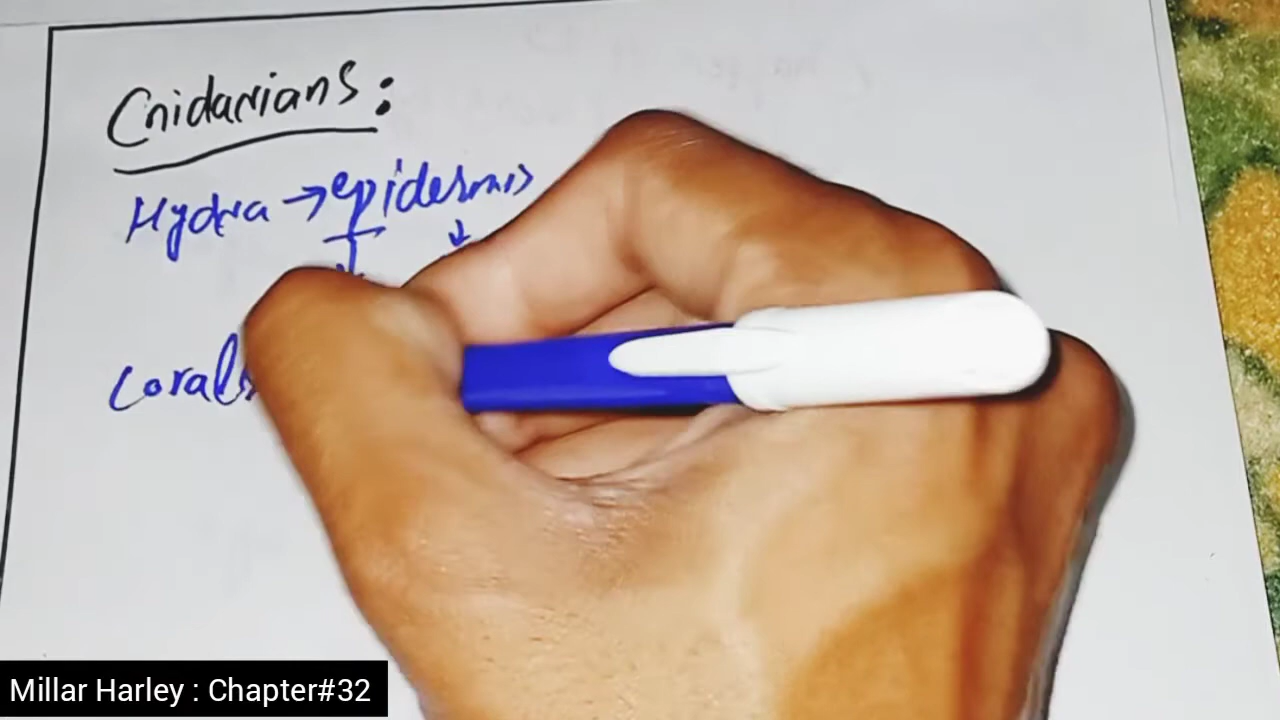 Cnidarians:
Hydra → epidermis
Corals
Millar Harley : Chapter#32